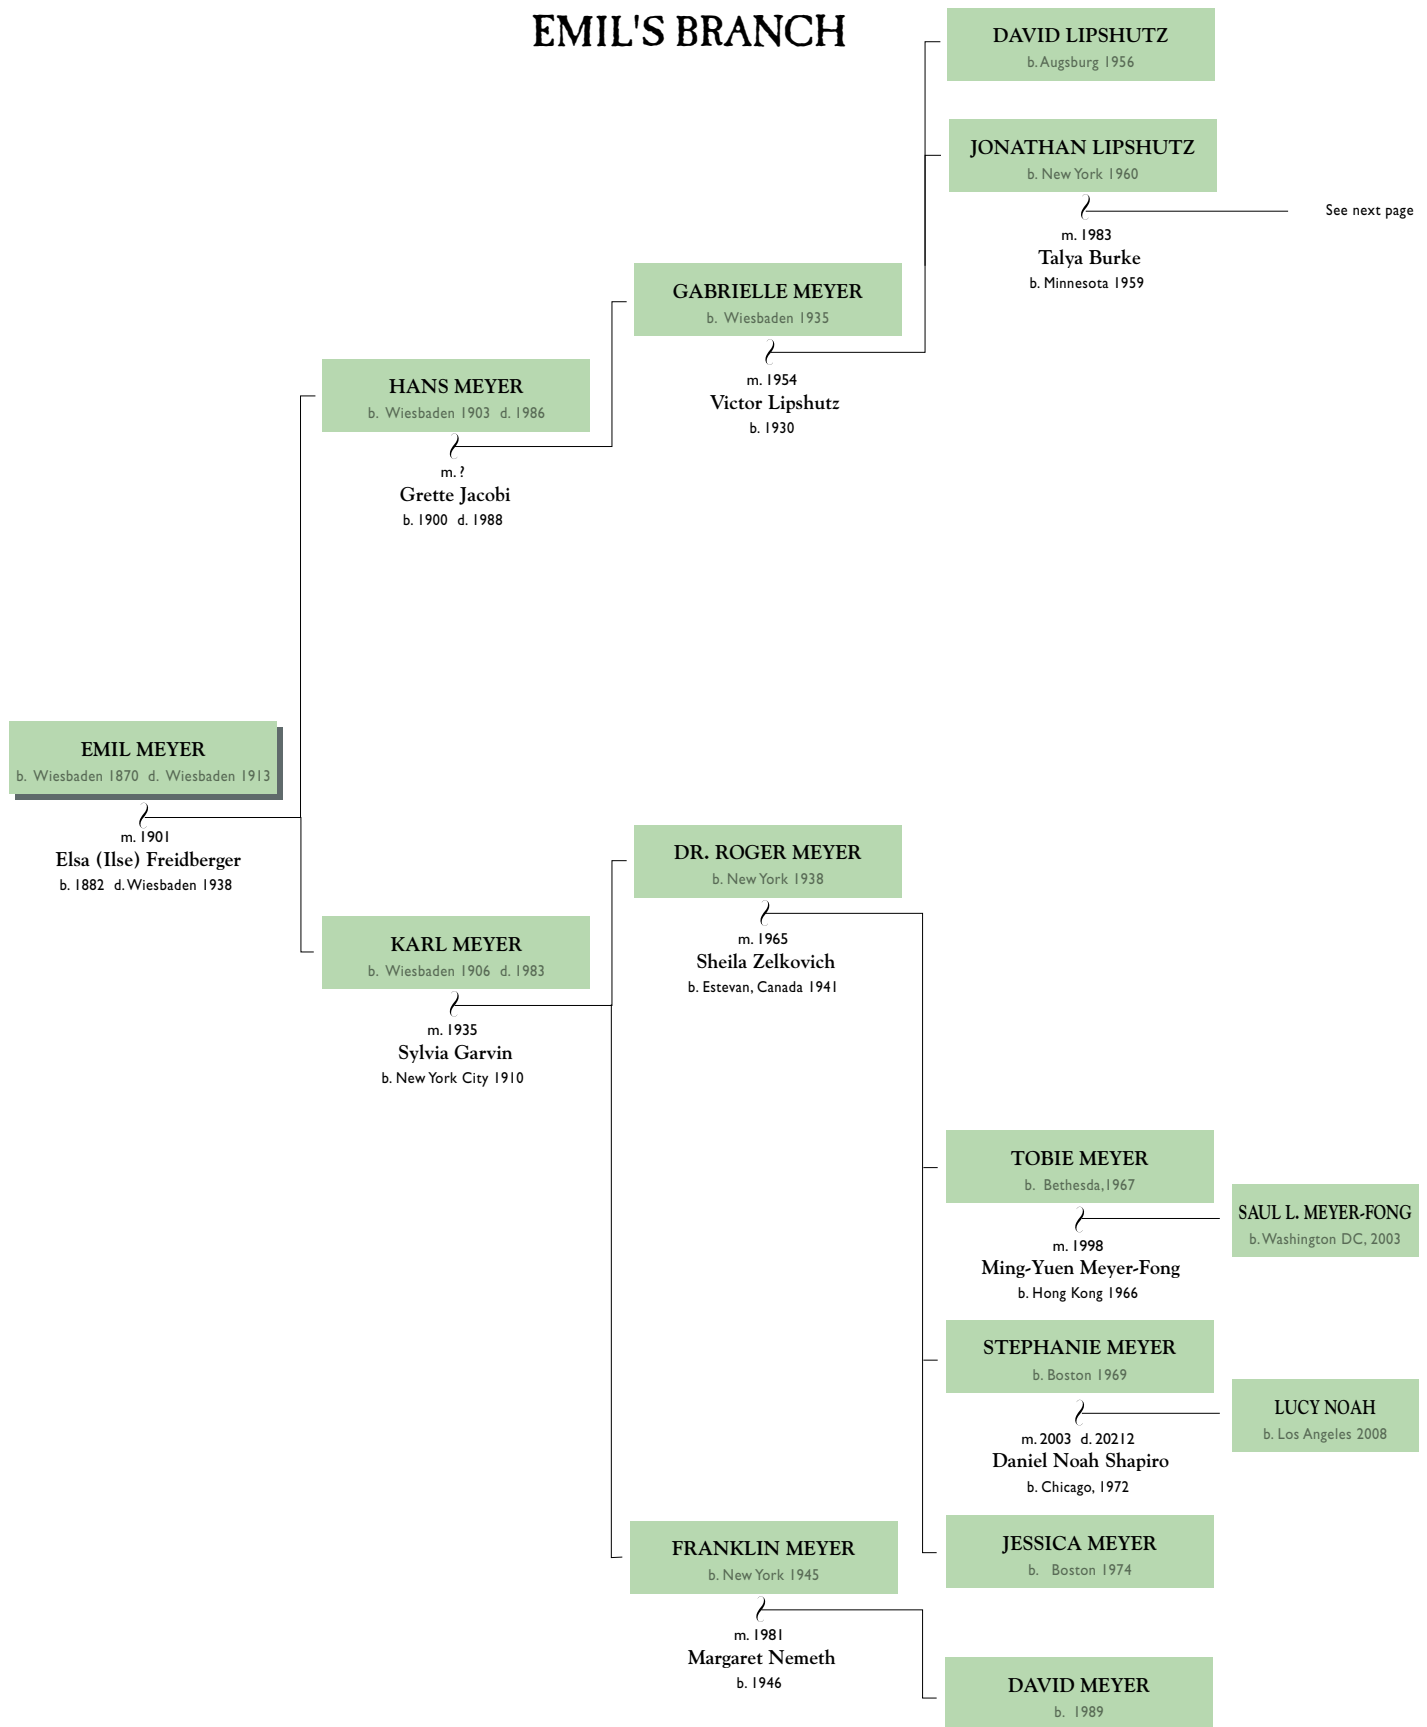 EMIL'S BRANCH
DAVID LIPSHUTZ
b. Augsburg 1956
JONATHAN LIPSHUTZ
b. New York 1960
See next page
m. 1983
Talya Burke
b. Minnesota 1959
GABRIELLE MEYER
b. Wiesbaden 1935
m. 1954
Victor Lipshutz
b. 1930
HANS MEYER
b. Wiesbaden 1903 d. 1986
m. ?
Grette Jacobi
b. 1900 d. 1988
EMIL MEYER
b. Wiesbaden 1870 d. Wiesbaden 1913
m. 1901
Elsa (Ilse) Freidberger
b. 1882 d. Wiesbaden 1938
DR. ROGER MEYER
b. New York 1938
m. 1965
Sheila Zelkovich
b. Estevan, Canada 1941
KARL MEYER
b. Wiesbaden 1906 d. 1983
m. 1935
Sylvia Garvin
b. New York City 1910
TOBIE MEYER
b. Bethesda,1967
m. 1998
Ming-Yuen Meyer-Fong
b. Hong Kong 1966
SAUL L. MEYER-FONG
b. Washington DC, 2003
STEPHANIE MEYER
b. Boston 1969
m. 2003 d. 20212
Daniel Noah Shapiro
b. Chicago, 1972
LUCY NOAH
b. Los Angeles 2008
JESSICA MEYER
b. Boston 1974
FRANKLIN MEYER
b. New York 1945
m. 1981
Margaret Nemeth
b. 1946
DAVID MEYER
b. 1989